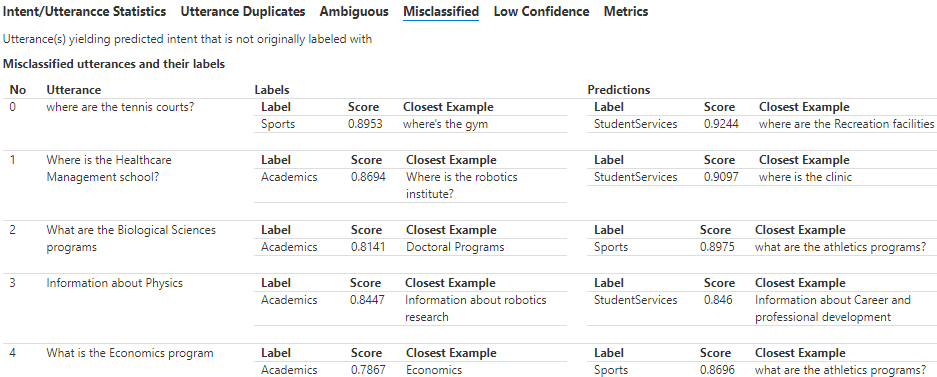 Intent/Utterancce Statistics Utterance Duplicates Ambiguous Misclassified Low Confidence Metrics
Utterance(s) yielding predicted intent that is not originally labeled with
Misclassified utterances and their labels
No Utterance Labels Predictions
Label Score Closest Example Label Score Closest Example
0 where are the tennis courts? Sports 0.8953 where's the gym StudentServices 0.9244 where are the Recreation facilities
1 Where is the Healthcare Label Score Closest Example Label Score Closest Example
Management school? Academics 0.8694 Where is the robotics StudentServices 0.9097 where is the clinic
institute?
2 What are the Biological Sciences Label Score Closest Example Label Score Closest Example
programs Academics 0.8141 Doctoral Programs Sports 0.8975 what are the athletics programs?
3 Information about Physics Label Score Closest Example Label Score Closest Example
Academics 0.8447 Information about robotics StudentServices 0.846 Information about Career and
research professional development
4 What is the Economics program Label Score Closest Example Label Score Closest Example
Academics 0.7867 Economics Sports 0.8696 what are the athletics programs?